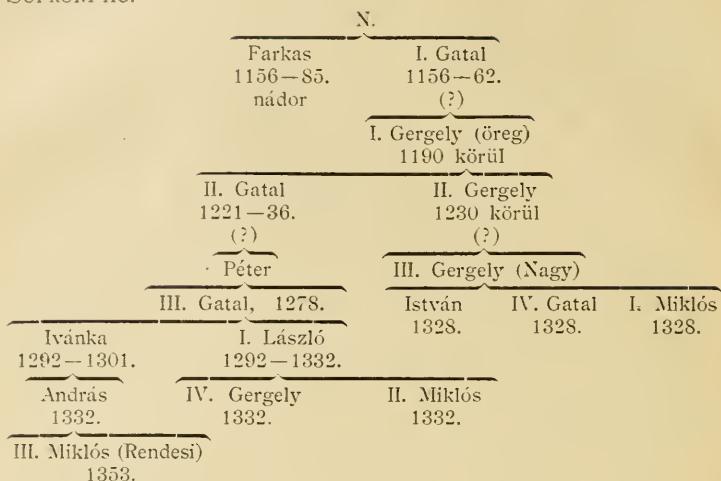 N.
Farkas I. Gatal
1156—85. 1156—62.
nádor (?)
I. Gergely (öreg)
1190 körül
II. Gatal II. Gergely
1221—36. 1230 körül
(?) (?)
Péter III. Gergely (Nagy)
III. Gatal, 1278. István IV. Gatal I. Miklós
1328. 1328. 1328.
Ivánka I. László
1292—1301. 1292—1332.
András IV. Gergely II. Miklós
1332. 1332. 1332.
III. Miklós (Rendesi)
1353.